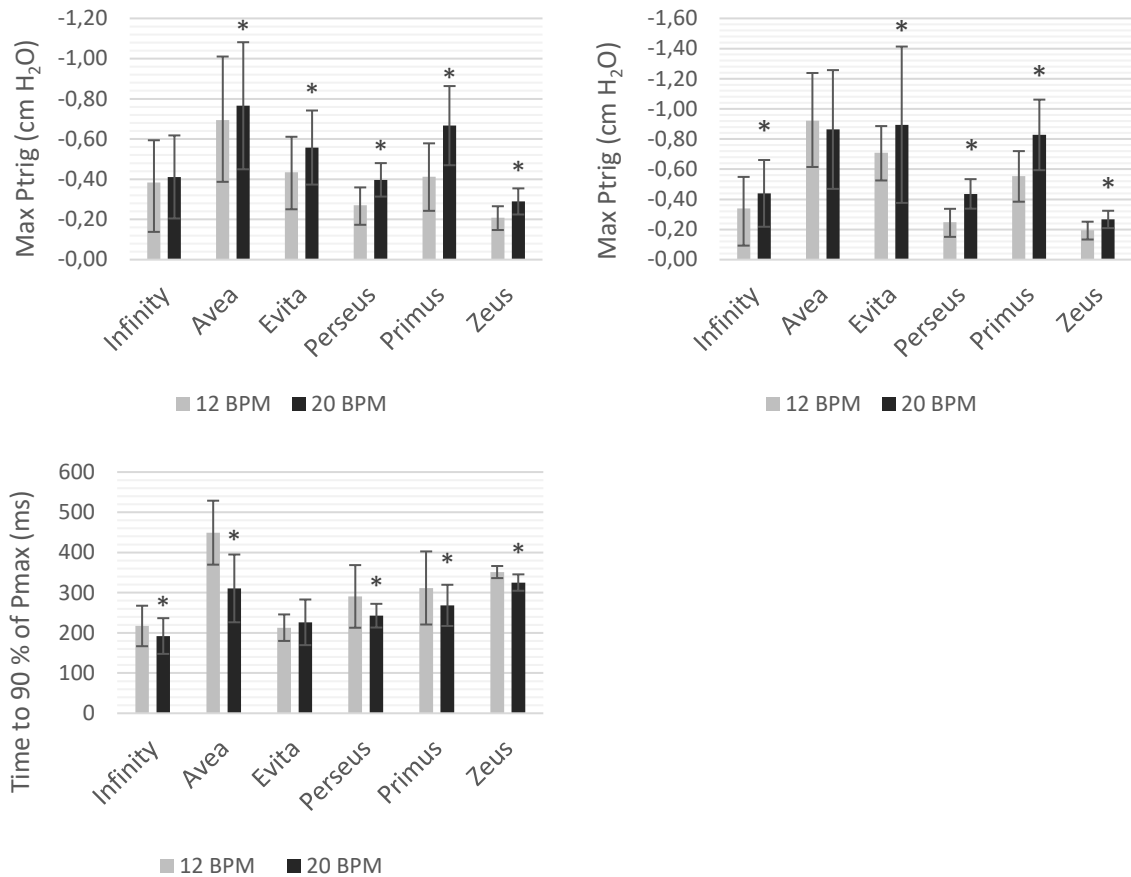 Max Ptrig (cm H₂O)
-1,20
-1,00
-0,80
-0,60
-0,40
-0,20
-0,00
*
*
*
*
*
Infinity
Avea
Evita
Perseus
Primus
Zeus
12 BPM 20 BPM
Max Ptrig (cm H₂O)
-1,60
-1,40
-1,20
-1,00
-0,80
-0,60
-0,40
-0,20
-0,00
*
*
*
*
*
Infinity
Avea
Evita
Perseus
Primus
Zeus
12 BPM 20 BPM
Time to 90 % of Pmax (ms)
600
500
400
300
200
100
0
*
*
*
*
*
Infinity
Avea
Evita
Perseus
Primus
Zeus
12 BPM 20 BPM